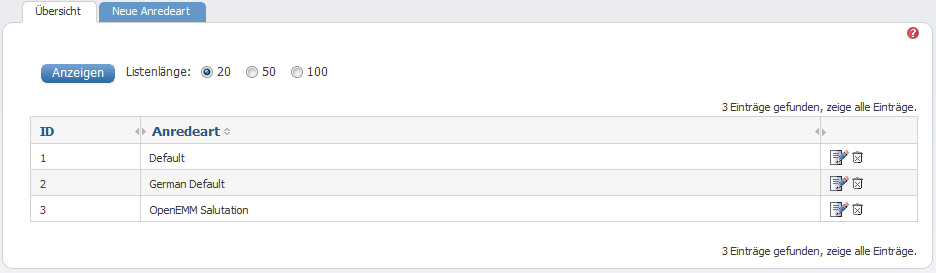 Übersicht Neue Anredeart
?
Anzeigen Listenlänge: 20 50 100
3 Einträge gefunden, zeige alle Einträge.
ID Anredeart
1 Default
2 German Default
3 OpenEMM Salutation
3 Einträge gefunden, zeige alle Einträge.